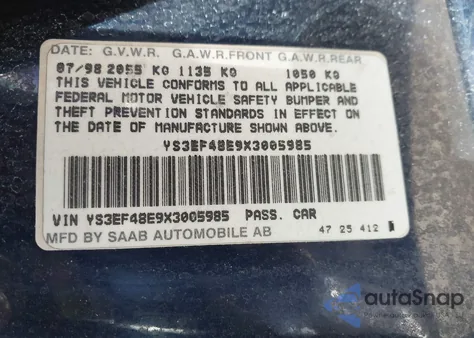 DATE: G.V.W.R. G.A.W.R.FRONT G.A.W.R.REAR
07/98 2055 KG 1135 KG 1050 KG
THIS VEHICLE CONFORMS TO ALL APPLICABLE
FEDERAL MOTOR VEHICLE SAFETY BUMPER AND
THEFT PREVENTION STANDARDS IN EFFECT ON
THE DATE OF MANUFACTURE SHOWN ABOVE.
YS3EF48E9X3005985
VIN YS3EF48E9X3005985 PASS. CAR
MFD BY SAAB AUTOMOBILE AB 47 25 412
autoSnap